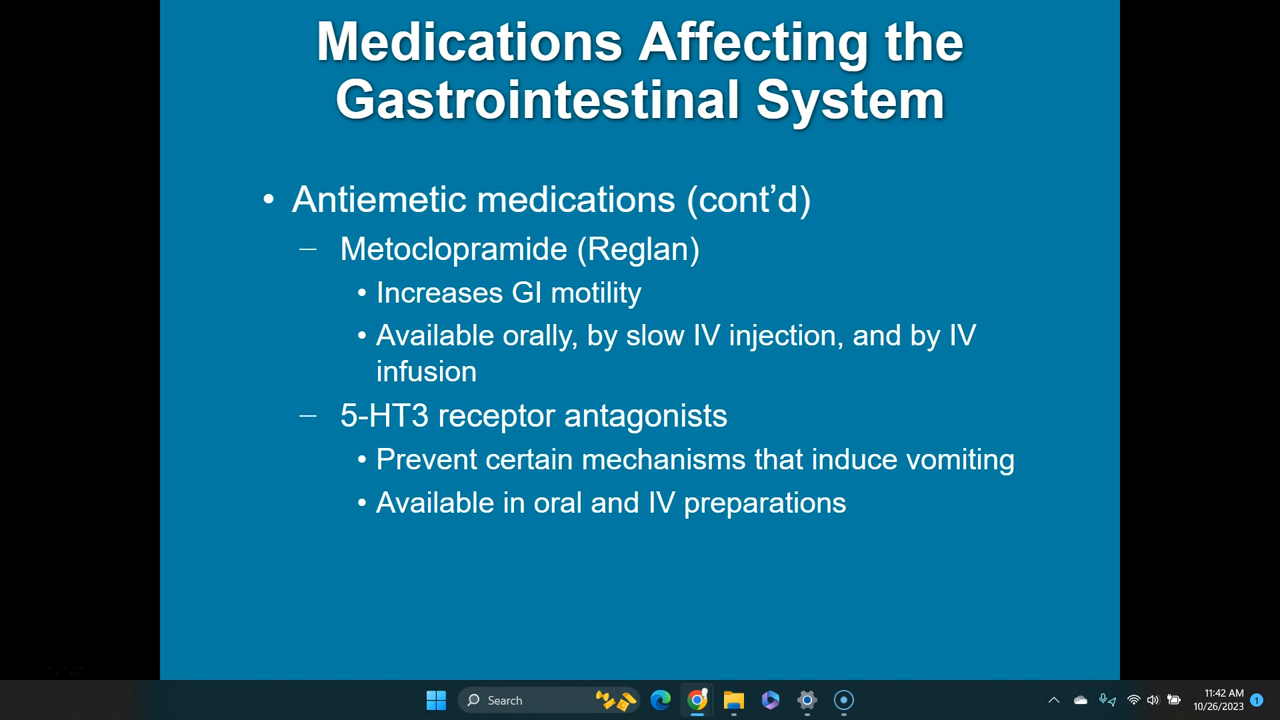 Medications Affecting the
Gastrointestinal System
• Antiemetic medications (cont’d)
– Metoclopramide (Reglan)
• Increases GI motility
• Available orally, by slow IV injection, and by IV
infusion
– 5-HT3 receptor antagonists
• Prevent certain mechanisms that induce vomiting
• Available in oral and IV preparations
Search
11:42 AM
10/26/2023
1